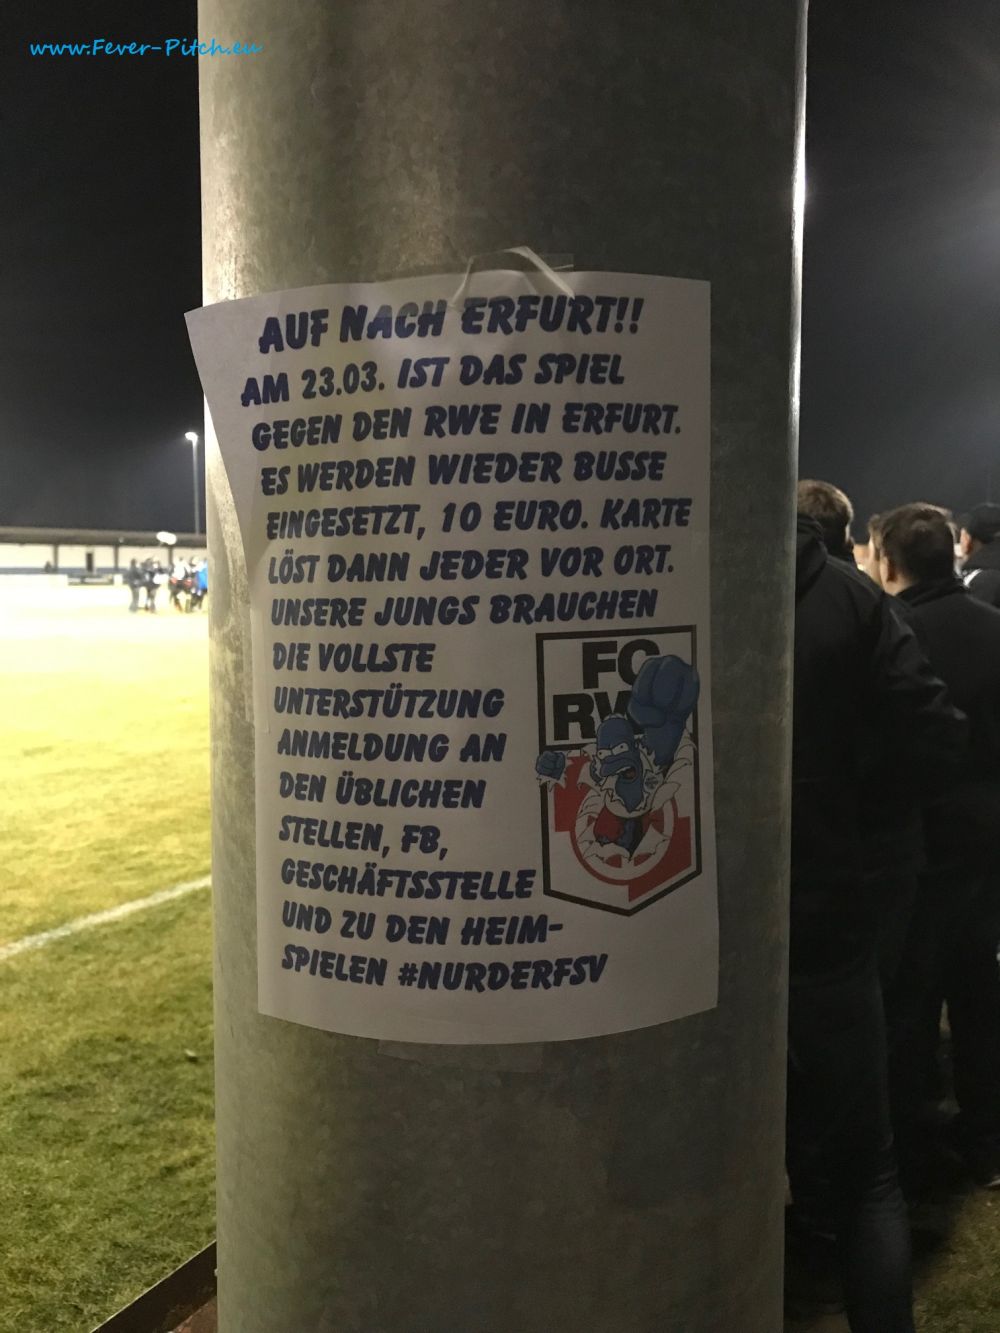 www.Fever-Pitch.eu
AUF NACH ERFURT!!
AM 23.03. IST DAS SPIEL
GEGEN DEN RWE IN ERFURT.
ES WERDEN WIEDER BUSSE
EINGESETZT, 10 EURO. KARTE
LÖST DANN JEDER VOR ORT.
UNSERE JUNGS BRAUCHEN
DIE VOLLSTE
UNTERSTÜTZUNG
ANMELDUNG AN
DEN ÜBLICHEN
STELLEN, FB,
GESCHÄFTSSTELLE
UND ZU DEN HEIM-
SPIELEN #NURDERFSV
FC
RW